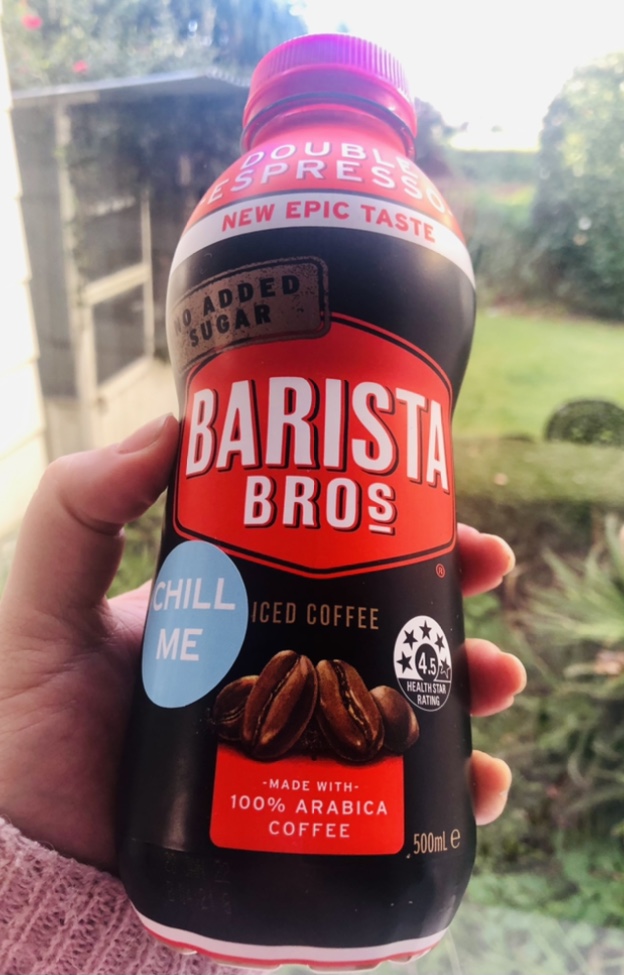 DOUBLE
ESPRESSO
NEW EPIC TASTE
NO ADDED
SUGAR
BARISTA
BROS
®
CHILL
ME
ICED COFFEE
4.5
HEALTH STAR
RATING
-MADE WITH-
100% ARABICA
COFFEE
500mL e